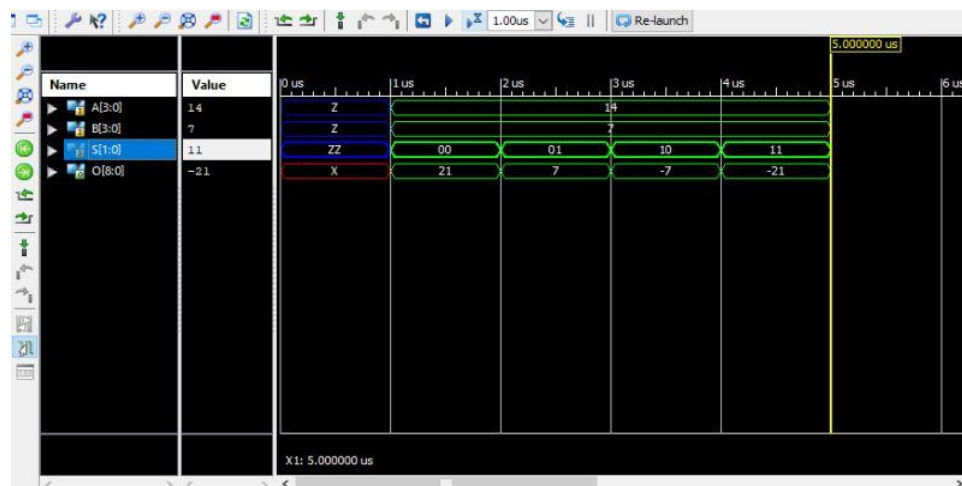 1.00us Re-launch
5.000000 us
Name Value 0 us 1 us 2 us 3 us 4 us 5 us 6 us
A[3:0] 14 Z 14
B[3:0] 7 Z 7
S[1:0] 11 ZZ 00 01 10 11
O[8:0] -21 X 21 7 -7 -21
X1: 5.000000 us